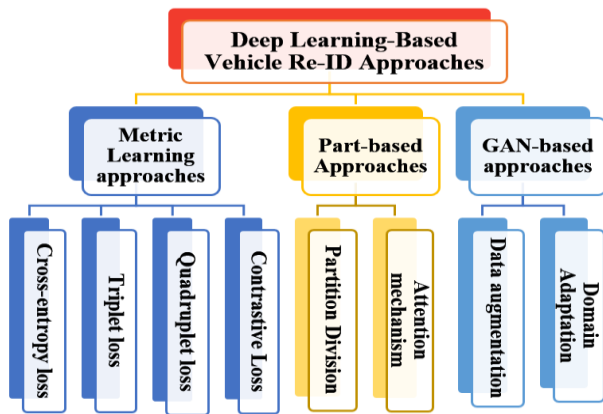 Deep Learning-Based
Vehicle Re-ID Approaches
Metric
Learning
approaches
Part-based
Approaches
GAN-based
approaches
Cross-entropy loss
Triplet loss
Quadruplet loss
Contrastive Loss
Partition Division
Attention
mechanism
Data augmentation
Domain
Adaptation